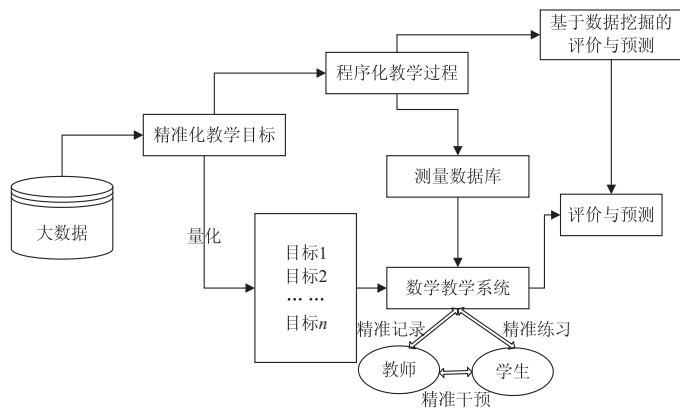 基于数据挖掘的
评价与预测
程序化教学过程
精准化教学目标
测量数据库
评价与预测
大数据
量化
目标1
目标2
… …
目标n
数学教学系统
精准记录
精准练习
教师
学生
精准干预